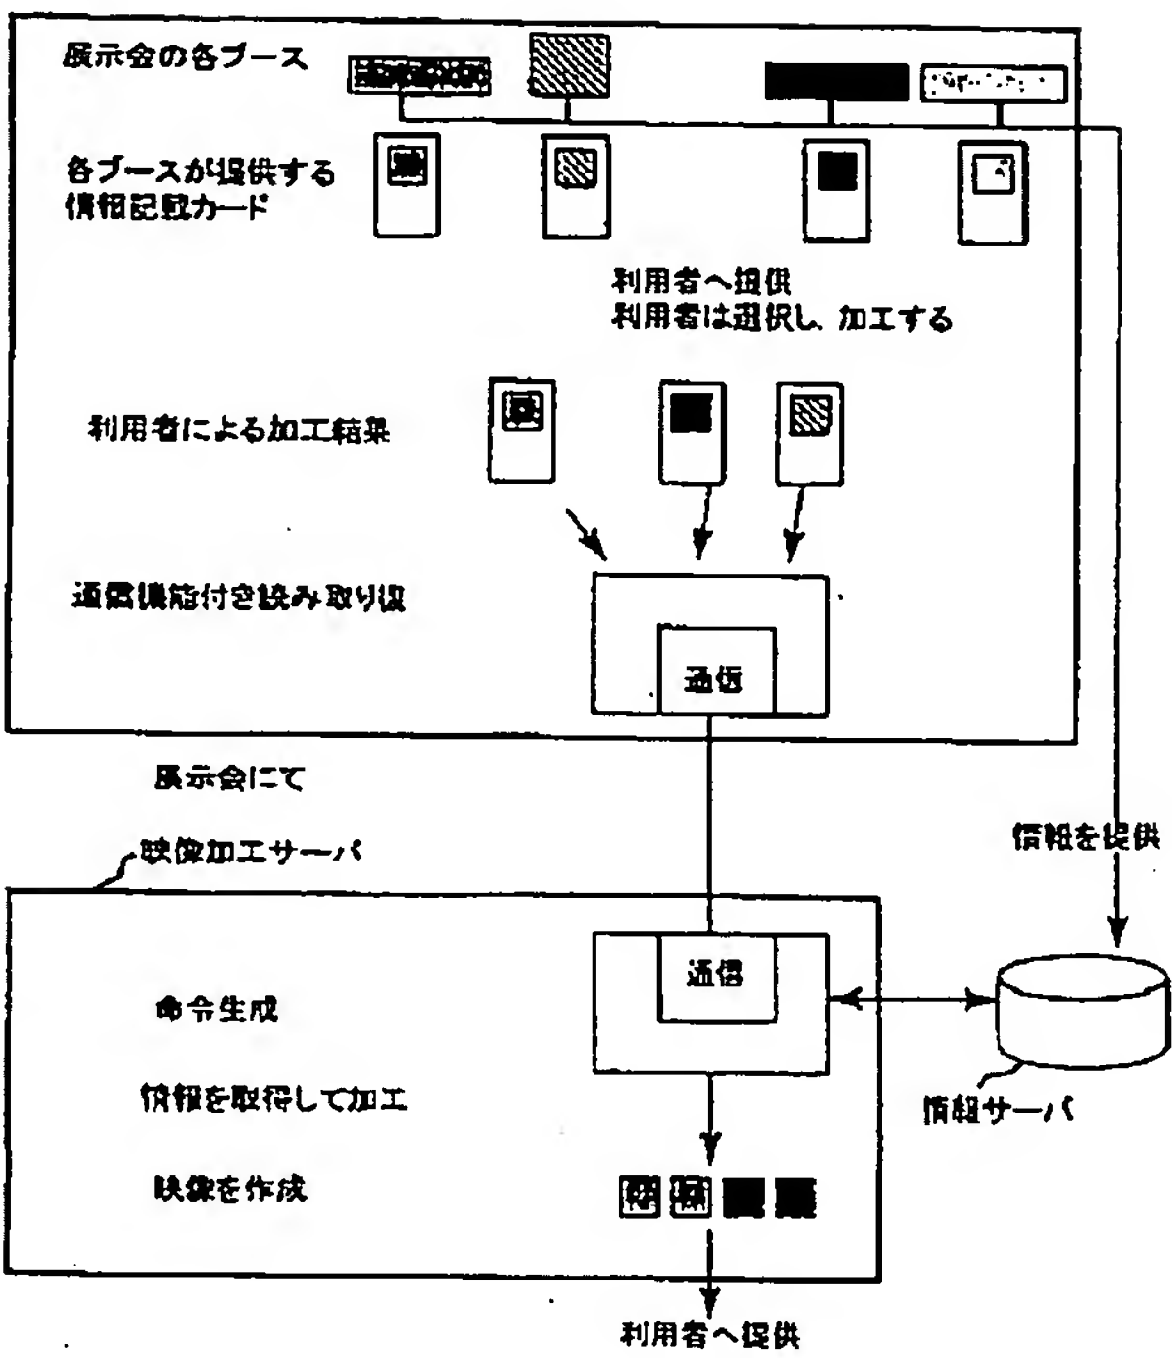 展示会の各ブース
各ブースが提供する
情報記載カード
利用者へ提供
利用者は選択し、加工する
利用者による加工結果
通信機能付き読み取り機
通信
展示会にて
映像加工サーバ
情報を提供
通信
命令生成
情報を取得して加工
情報サーバ
映像を作成
利用者へ提供